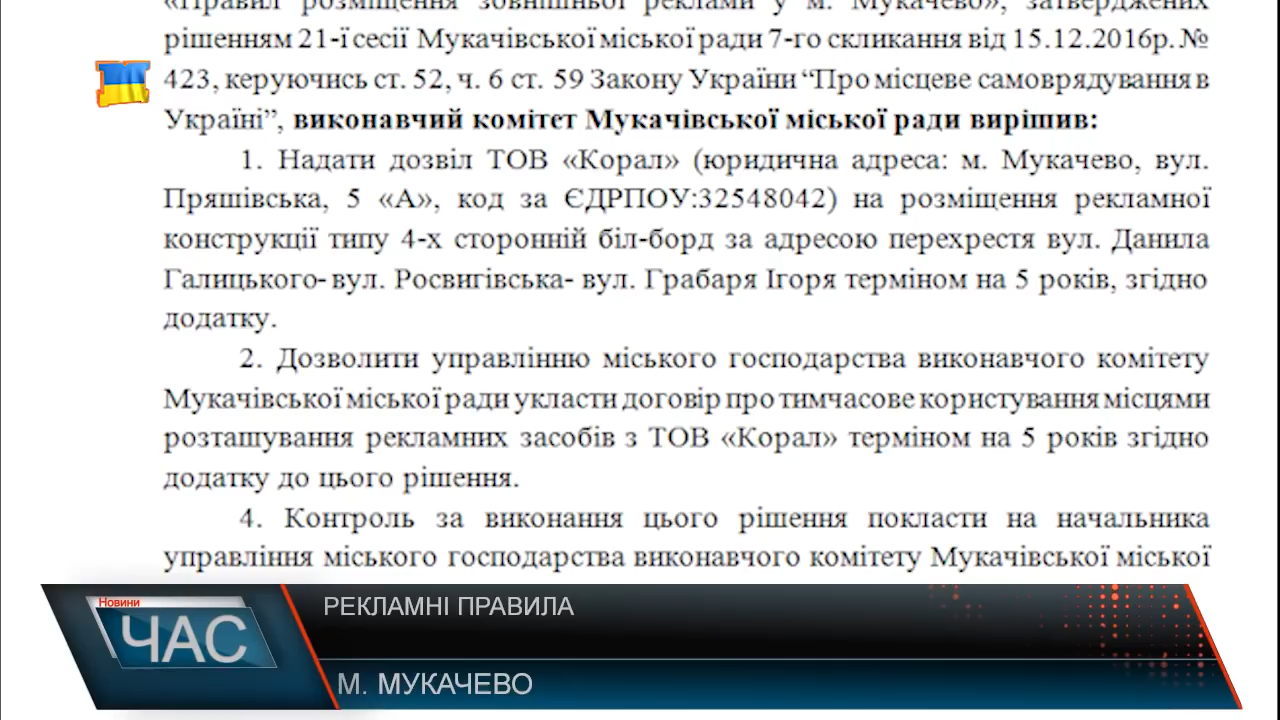 «Правил розміщення зовнішньої реклами у м. Мукачево», затверджених
рішенням 21-ї сесії Мукачівської міської ради 7-го скликання від 15.12.2016р. №
423, керуючись ст. 52, ч. 6 ст. 59 Закону України “Про місцеве самоврядування в
Україні”, виконавчий комітет Мукачівської міської ради вирішив:
1. Надати дозвіл ТОВ «Корал» (юридична адреса: м. Мукачево, вул.
Пряшівська, 5 «А», код за ЄДРПОУ:32548042) на розміщення рекламної
конструкції типу 4-х сторонній біл-борд за адресою перехрестя вул. Данила
Галицького- вул. Росвигівська- вул. Грабаря Ігоря терміном на 5 років, згідно
додатку.
2. Дозволити управлінню міського господарства виконавчого комітету
Мукачівської міської ради укласти договір про тимчасове користування місцями
розташування рекламних засобів з ТОВ «Корал» терміном на 5 років згідно
додатку до цього рішення.
4. Контроль за виконання цього рішення покласти на начальника
управління міського господарства виконавчого комітету Мукачівської міської
Новини
ЧАС
РЕКЛАМНІ ПРАВИЛА
М. МУКАЧЕВО